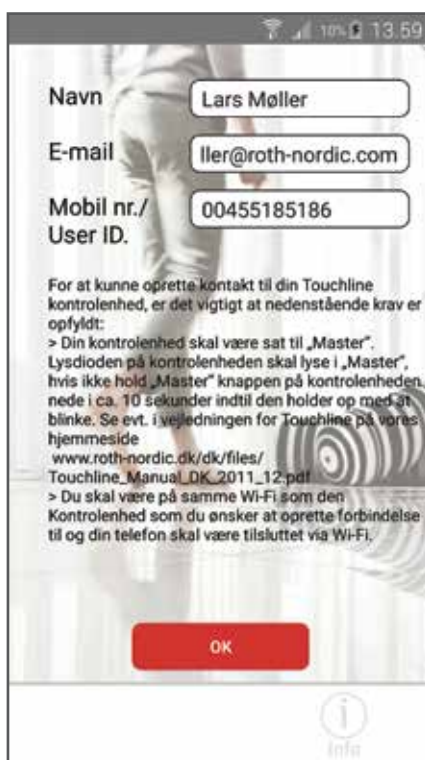 10% 13.59
Navn Lars Møller
E-mail ller@roth-nordic.com
Mobil nr./ 00455185186
User ID.
For at kunne oprette kontakt til din Touchline
kontrolenhed, er det vigtigt at nedenstående krav er
opfyldt:
> Din kontrolenhed skal være sat til „Master”.
Lysdioden på kontrolenheden skal lyse i „Master”,
hvis ikke hold „Master” knappen på kontrolenheden
nede i ca. 10 sekunder indtil den holder op med at
blinke. Se evt. i vejledningen for Touchline på vores
hjemmeside
www.roth-nordic.dk/dk/files/
Touchline_Manual_DK_2011_12.pdf
> Du skal være på samme Wi-Fi som den
Kontrolenhed som du ønsker at oprette forbindelse
til og din telefon skal være tilsluttet via Wi-Fi.
OK
Info